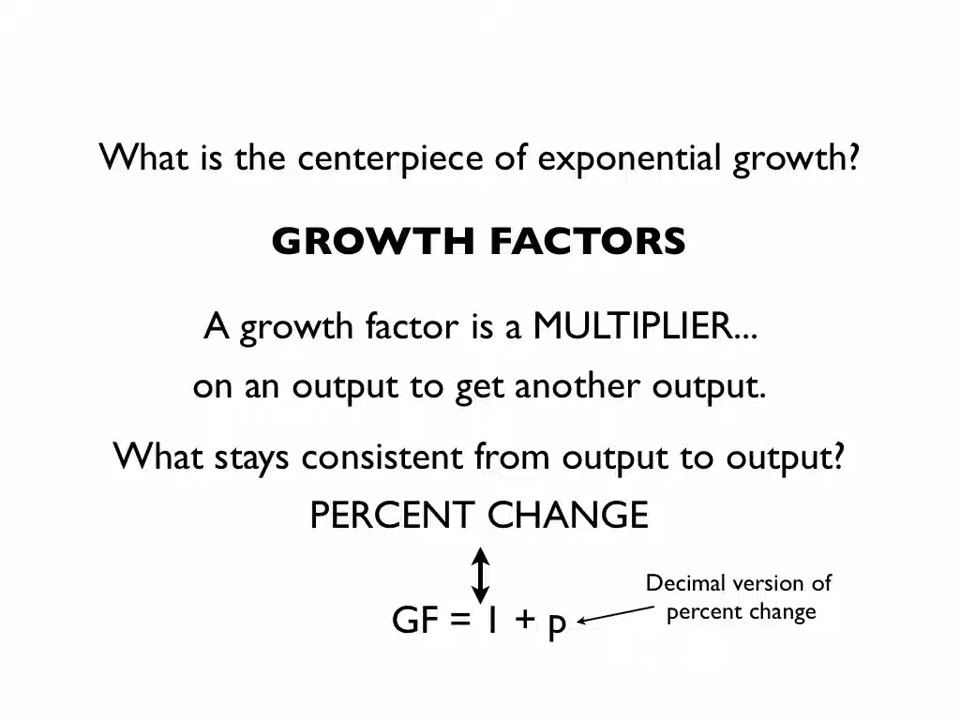 What is the centerpiece of exponential growth?
GROWTH FACTORS
A growth factor is a MULTIPLIER...
on an output to get another output.
What stays consistent from output to output?
PERCENT CHANGE
Decimal version of
percent change
GF = 1 + p